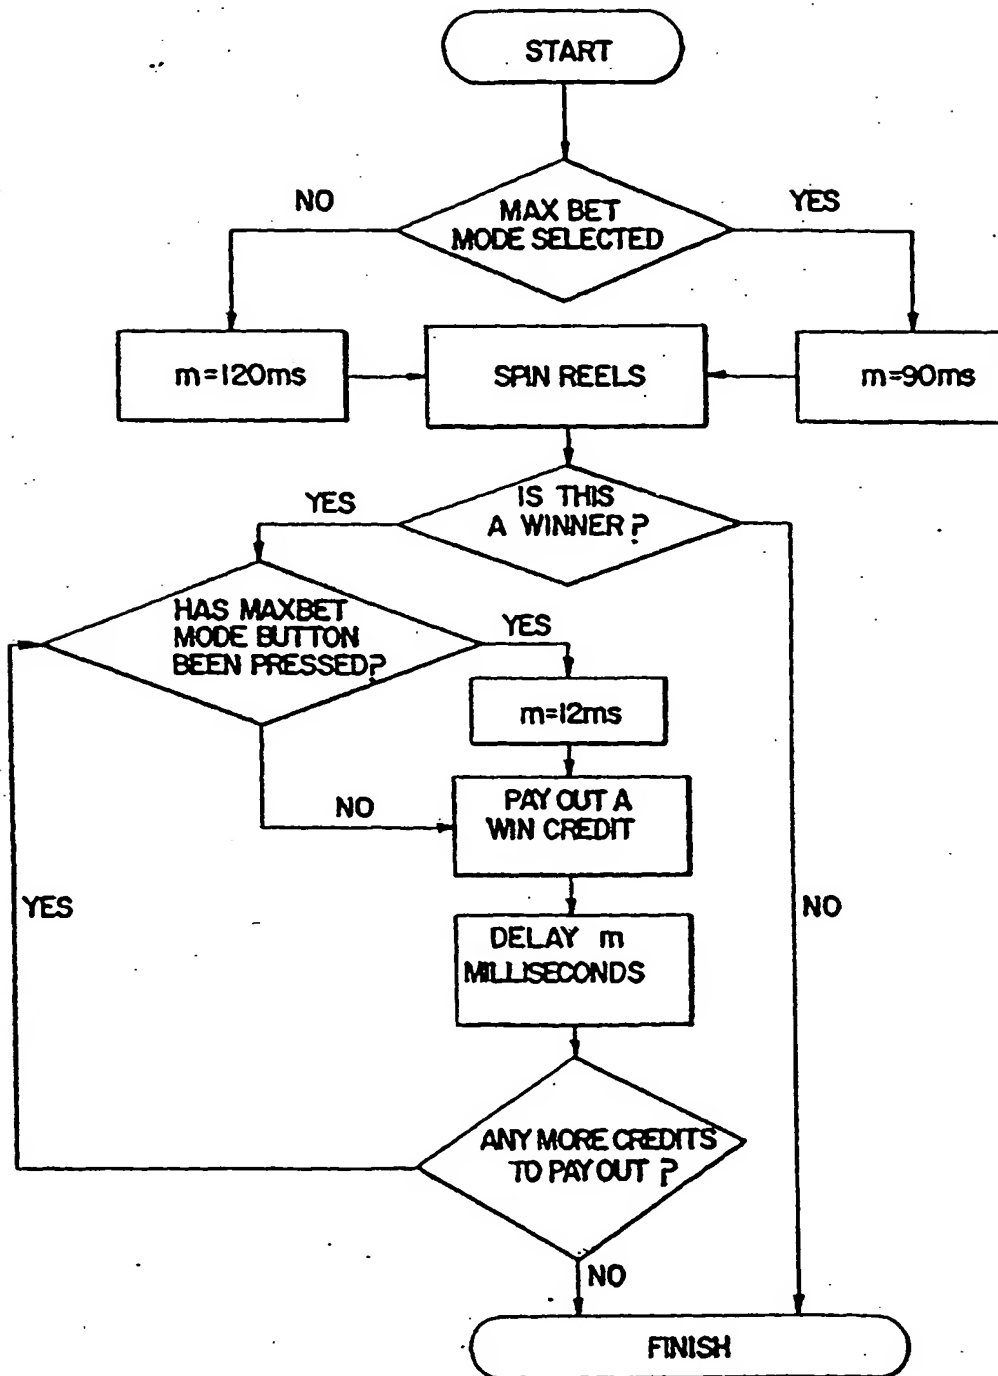 START
NO
YES
MAX BET
MODE SELECTED
m=120ms
SPIN REELS
m=90ms
YES
IS THIS
A WINNER?
HAS MAXBET
MODE BUTTON
BEEN PRESSED?
YES
m=12ms
PAY OUT A
WIN CREDIT
NO
YES
NO
DELAY m
MILLISECONDS
ANY MORE CREDITS
TO PAY OUT ?
NO
FINISH